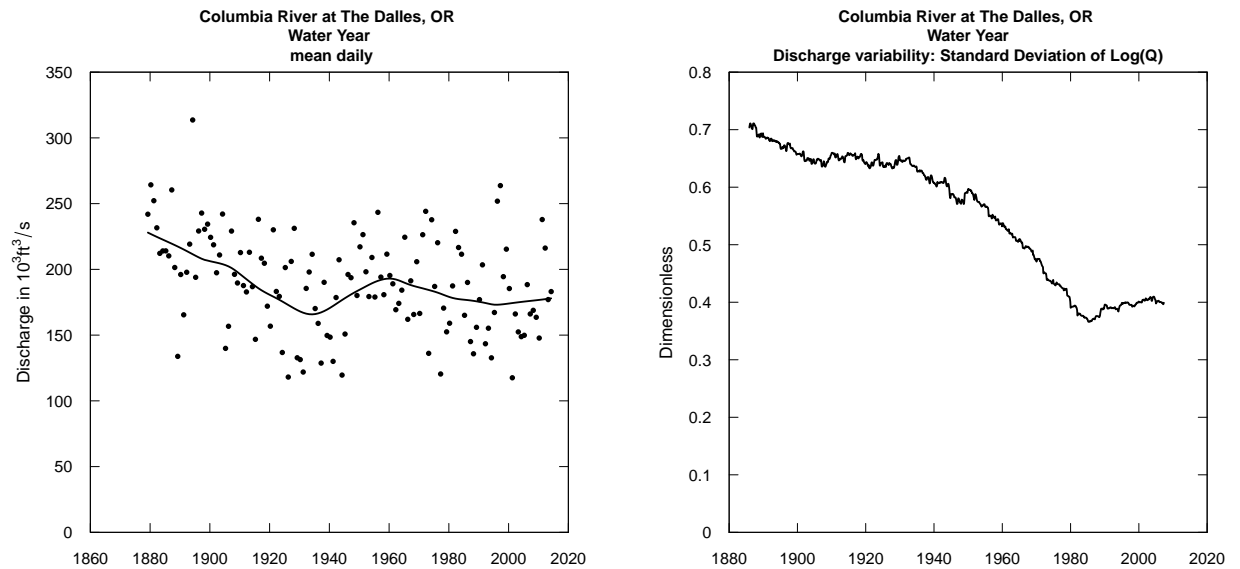 Columbia River at The Dalles, OR
Water Year
mean daily
350
300
250
200
150
100
50
0
Discharge in 10³ft³/s
1860 1880 1900 1920 1940 1960 1980 2000 2020
Columbia River at The Dalles, OR
Water Year
Discharge variability: Standard Deviation of Log(Q)
0.8
0.7
0.6
0.5
0.4
0.3
0.2
0.1
0
Dimensionless
1880 1900 1920 1940 1960 1980 2000 2020